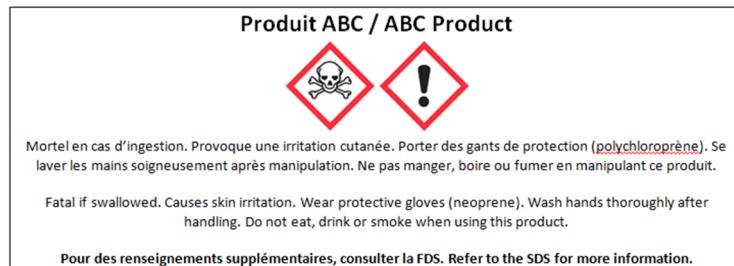 Produit ABC / ABC Product
Mortel en cas d'ingestion. Provoque une irritation cutanée. Porter des gants de protection (polychloroprène). Se
laver les mains soigneusement après manipulation. Ne pas manger, boire ou fumer en manipulant ce produit.
Fatal if swallowed. Causes skin irritation. Wear protective gloves (neoprene). Wash hands thoroughly after
handling. Do not eat, drink or smoke when using this product.
Pour des renseignements supplémentaires, consulter la FDS. Refer to the SDS for more information.